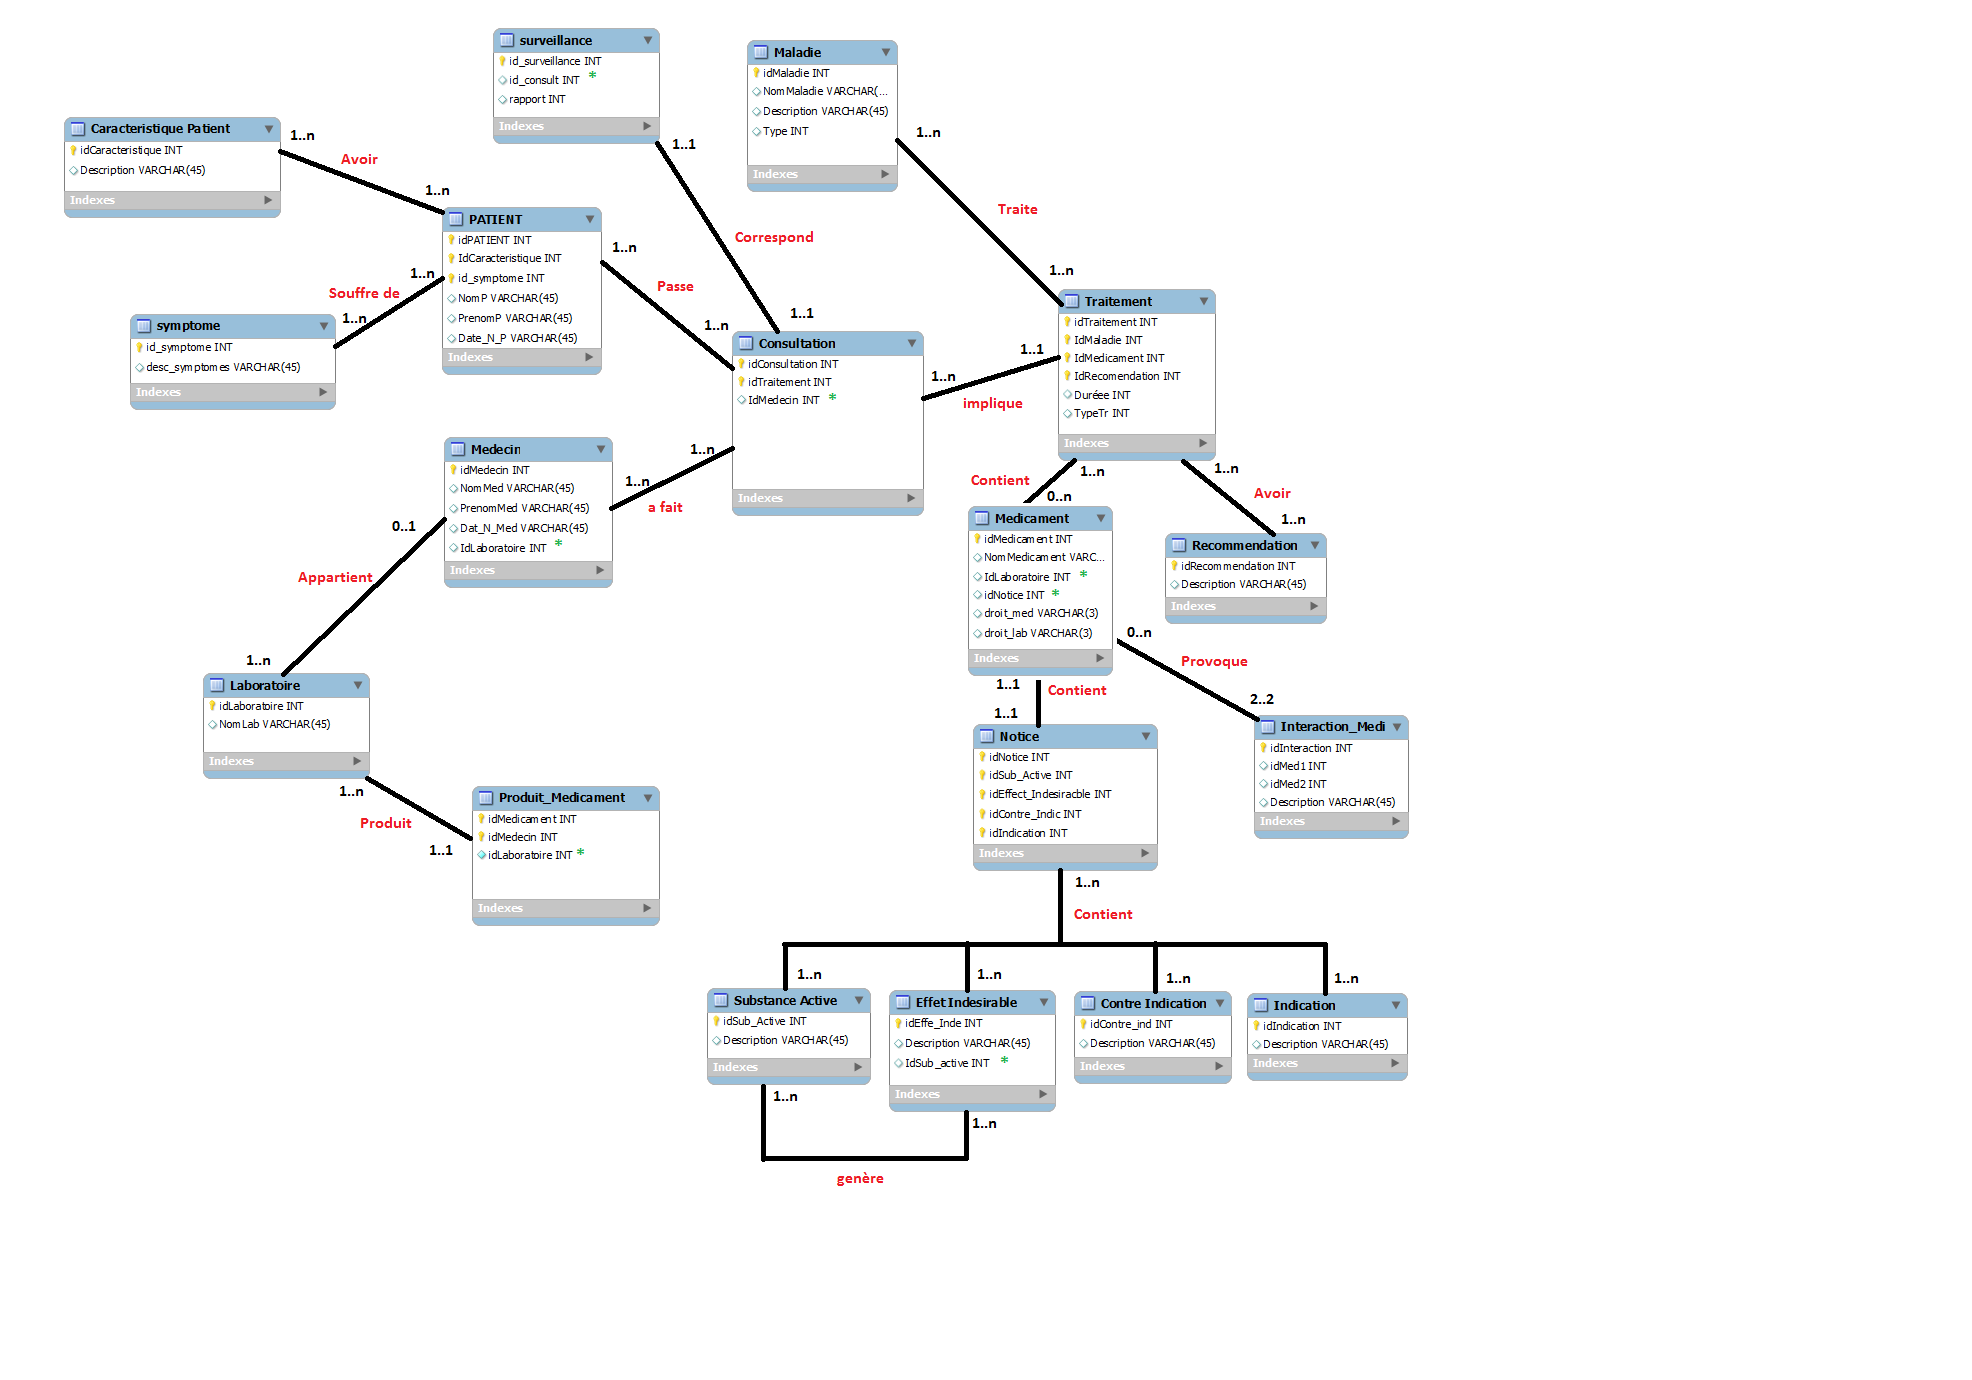 surveillance
id_surveillance INT
id_consult INT *
rapport INT
Indexes
1..1
Maladie
idMaladie INT
NomMaladie VARCHAR(...
Description VARCHAR(45)
Type INT
Indexes
1..n
Caracteristique Patient
idCaracteristique INT
Description VARCHAR(45)
Indexes
1..n
Avoir
1..n
PATIENT
idPATIENT INT
IdCaracteristique INT
id_symptome INT
NomP VARCHAR(45)
PrenomP VARCHAR(45)
Date_N_P VARCHAR(45)
Indexes
1..n
Correspond
1..1
Traite
1..n
1..n
Souffre de
1..n
symptome
id_symptome INT
desc_symptomes VARCHAR(45)
Indexes
Passe
1..n
Consultation
idConsultation INT
idTraitement INT
IdMedecin INT *
Indexes
1..n
implique
1..1
Traitement
idTraitement INT
IdMaladie INT
IdMedicament INT
IdRecomendation INT
Duréee INT
TypeTr INT
Indexes
Medecin
idMedecin INT
NomMed VARCHAR(45)
PrenomMed VARCHAR(45)
Dat_N_Med VARCHAR(45)
IdLaboratoire INT *
Indexes
1..n
a fait
1..n
0..1
Appartient
1..n
Contient
1..n
0..n
1..n
Avoir
1..n
Medicament
idMedicament INT
NomMedicament VARC...
IdLaboratoire INT *
idNotice INT *
droit_med VARCHAR(3)
droit_lab VARCHAR(3)
Indexes
Recommendation
idRecommendation INT
Description VARCHAR(45)
Indexes
0..n
Provoque
2..2
1..1
Contient
1..1
Laboratoire
idLaboratoire INT
NomLab VARCHAR(45)
Indexes
1..n
Produit
1..1
Produit_Medicament
idMedicament INT
idMedecin INT
idLaboratoire INT *
Indexes
Notice
idNotice INT
idSub_Active INT
idEffect_Indesiracble INT
idContre_Indic INT
idIndication INT
Indexes
Interaction_Medi
idInteraction INT
idMed1 INT
idMed2 INT
Description VARCHAR(45)
Indexes
1..n
Contient
1..n
1..n
1..n
1..n
Substance Active
idSub_Active INT
Description VARCHAR(45)
Indexes
Effet Indesirable
idEffe_Inde INT
Description VARCHAR(45)
IdSub_active INT *
Indexes
Contre Indication
idContre_ind INT
Description VARCHAR(45)
Indexes
Indication
idIndication INT
Description VARCHAR(45)
Indexes
1..n
1..n
genère